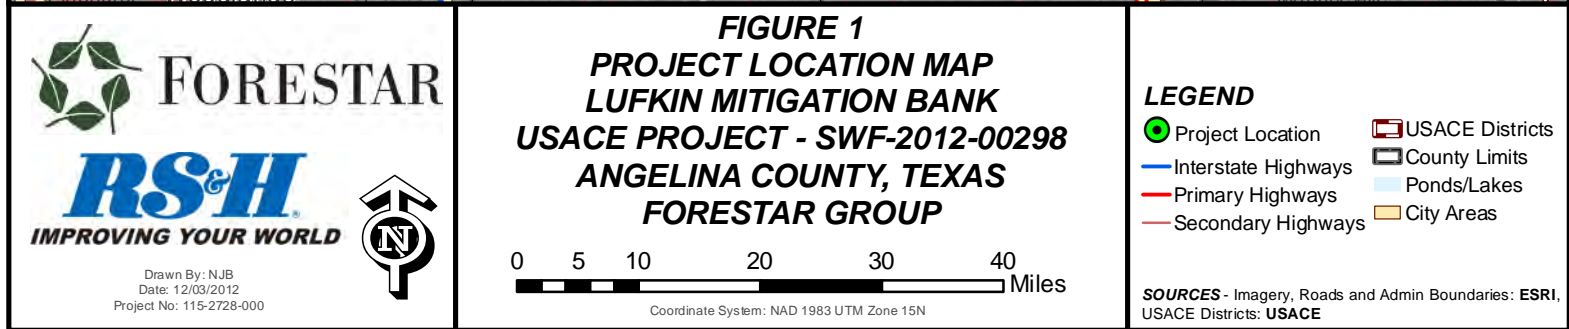 FORESTAR
RS&H®
IMPROVING YOUR WORLD
N
Drawn By: NJB
Date: 12/03/2012
Project No: 115-2728-000
FIGURE 1
PROJECT LOCATION MAP
LUFKIN MITIGATION BANK
USACE PROJECT - SWF-2012-00298
ANGELINA COUNTY, TEXAS
FORESTAR GROUP
0 5 10 20 30 40
Miles
Coordinate System: NAD 1983 UTM Zone 15N
LEGEND
Project Location
Interstate Highways
Primary Highways
Secondary Highways
USACE Districts
County Limits
Ponds/Lakes
City Areas
SOURCES - Imagery, Roads and Admin Boundaries: ESRI,
USACE Districts: USACE